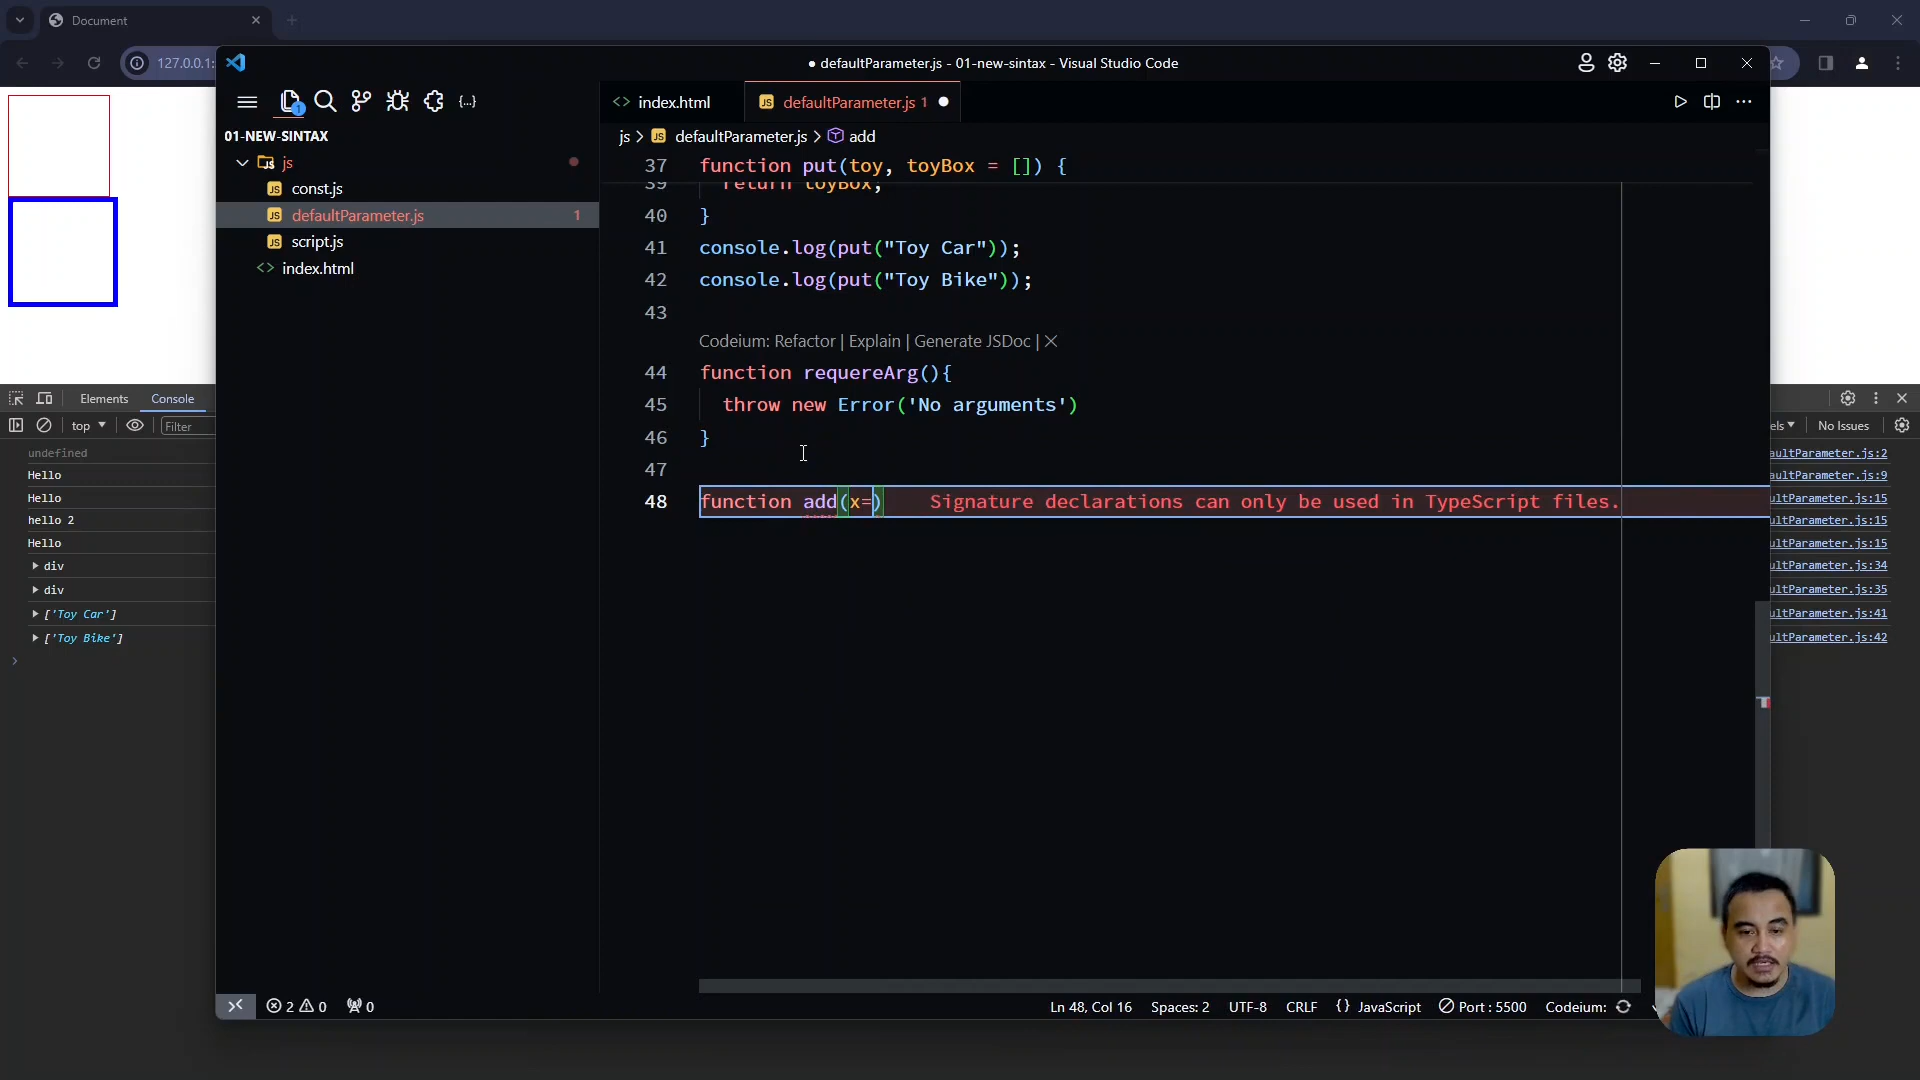 Document
127.0.0.1:
defaultParameter.js - 01-new-sintax - Visual Studio Code
01-NEW-SINTAX
js
const.js
defaultParameter.js 1
script.js
index.html
index.html
defaultParameter.js 1
js > defaultParameter.js > add
37 function put(toy, toyBox = []) {
39 return toyBox;
40 }
41 console.log(put("Toy Car"));
42 console.log(put("Toy Bike"));
43
Codeium: Refactor | Explain | Generate JSDoc |
44 function requereArg(){
45 throw new Error('No arguments')
46 }
47
48 function add(x=) Signature declarations can only be used in TypeScript files.
Elements Console
top Filter
els No Issues
undefined
aultParameter.js:2
Hello
aultParameter.js:9
Hello
ultParameter.js:15
hello 2
ultParameter.js:15
Hello
ultParameter.js:15
div
ultParameter.js:34
div
ultParameter.js:35
['Toy Car']
ultParameter.js:41
['Toy Bike']
ultParameter.js:42
2 0 0
Ln 48, Col 16 Spaces: 2 UTF-8 CRLF {} JavaScript Port : 5500 Codeium: